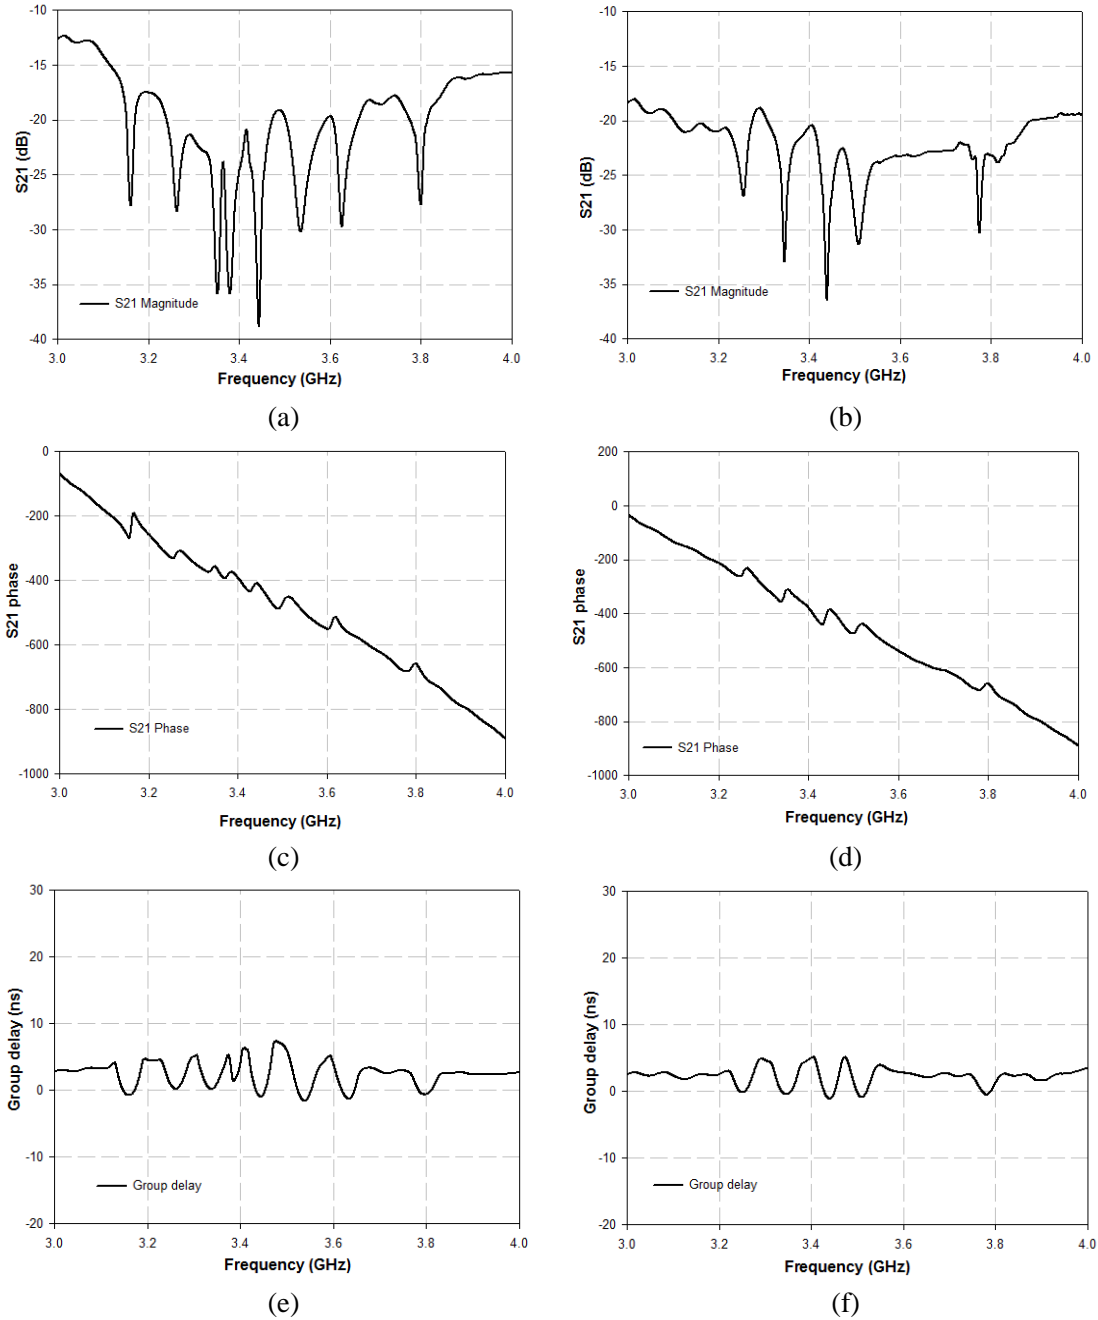 -10
-15
-20
-25
-30
-35
-40
S21 (dB)
S21 Magnitude
3.0 3.2 3.4 3.6 3.8 4.0
Frequency (GHz)
(a)
-10
-15
-20
-25
-30
-35
-40
S21 (dB)
S21 Magnitude
3.0 3.2 3.4 3.6 3.8 4.0
Frequency (GHz)
(b)
0
-200
-400
-600
-800
-1000
S21 phase
S21 Phase
3.0 3.2 3.4 3.6 3.8 4.0
Frequency (GHz)
(c)
200
0
-200
-400
-600
-800
-1000
S21 phase
S21 Phase
3.0 3.2 3.4 3.6 3.8 4.0
Frequency (GHz)
(d)
30
20
10
0
-10
-20
Group delay (ns)
Group delay
3.0 3.2 3.4 3.6 3.8 4.0
Frequency (GHz)
(e)
30
20
10
0
-10
-20
Group delay (ns)
Group delay
3.0 3.2 3.4 3.6 3.8 4.0
Frequency (GHz)
(f)